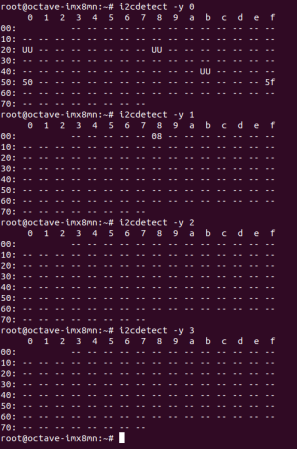 root@octave-imx8mn:~# i2cdetect -y 0
     0  1  2  3  4  5  6  7  8  9  a  b  c  d  e  f
00:          -- -- -- -- -- -- -- -- -- -- -- -- --
10: -- -- -- -- -- -- -- -- -- -- -- -- -- -- -- --
20: UU -- -- -- -- -- -- -- UU -- -- -- -- -- -- --
30: -- -- -- -- -- -- -- -- -- -- -- -- -- -- -- --
40: -- -- -- -- -- -- -- -- -- -- -- UU -- -- -- --
50: 50 -- -- -- -- -- -- -- -- -- -- -- -- -- -- 5f
60: -- -- -- -- -- -- -- -- -- -- -- -- -- -- -- --
70: -- -- -- -- -- -- -- --
root@octave-imx8mn:~# i2cdetect -y 1
     0  1  2  3  4  5  6  7  8  9  a  b  c  d  e  f
00:          -- -- -- -- -- 08 -- -- -- -- -- -- --
10: -- -- -- -- -- -- -- -- -- -- -- -- -- -- -- --
20: -- -- -- -- -- -- -- -- -- -- -- -- -- -- -- --
30: -- -- -- -- -- -- -- -- -- -- -- -- -- -- -- --
40: -- -- -- -- -- -- -- -- -- -- -- -- -- -- -- --
50: -- -- -- -- -- -- -- -- -- -- -- -- -- -- -- --
60: -- -- -- -- -- -- -- -- -- -- -- -- -- -- -- --
70: -- -- -- -- -- -- -- --
root@octave-imx8mn:~# i2cdetect -y 2
     0  1  2  3  4  5  6  7  8  9  a  b  c  d  e  f
00:          -- -- -- -- -- -- -- -- -- -- -- -- --
10: -- -- -- -- -- -- -- -- -- -- -- -- -- -- -- --
20: -- -- -- -- -- -- -- -- -- -- -- -- -- -- -- --
30: -- -- -- -- -- -- -- -- -- -- -- -- -- -- -- --
40: -- -- -- -- -- -- -- -- -- -- -- -- -- -- -- --
50: -- -- -- -- -- -- -- -- -- -- -- -- -- -- -- --
60: -- -- -- -- -- -- -- -- -- -- -- -- -- -- -- --
70: -- -- -- -- -- -- -- --
root@octave-imx8mn:~# i2cdetect -y 3
     0  1  2  3  4  5  6  7  8  9  a  b  c  d  e  f
00:          -- -- -- -- -- -- -- -- -- -- -- -- --
10: -- -- -- -- -- -- -- -- -- -- -- -- -- -- -- --
20: -- -- -- -- -- -- -- -- -- -- -- -- -- -- -- --
30: -- -- -- -- -- -- -- -- -- -- -- -- -- -- -- --
40: -- -- -- -- -- -- -- -- -- -- -- -- -- -- -- --
50: -- -- -- -- -- -- -- -- -- -- -- -- -- -- -- --
60: -- -- -- -- -- -- -- -- -- -- -- -- -- -- -- --
70: -- -- -- -- -- -- -- --
root@octave-imx8mn:~#